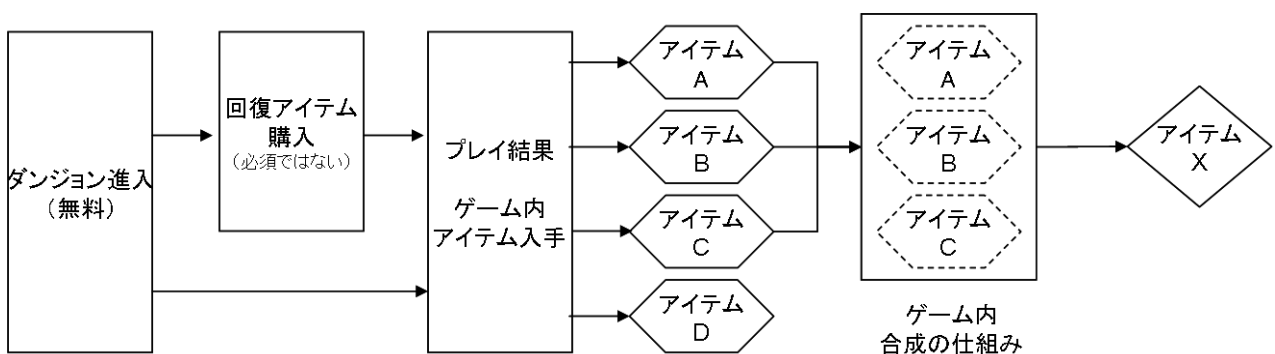 ダンジョン進入
（無料）
回復アイテム
購入
（必須ではない）
プレイ結果
ゲーム内
アイテム入手
アイテム
A
アイテム
B
アイテム
C
アイテム
D
アイテム
A
アイテム
B
アイテム
C
ゲーム内
合成の仕組み
アイテム
X